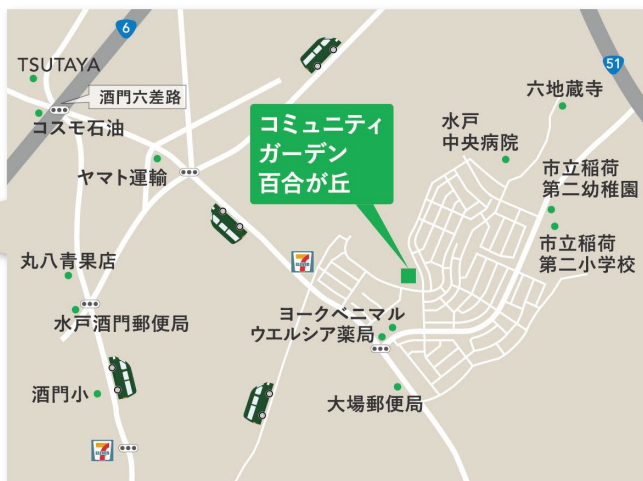 6
51
TSUTAYA
酒門六差路
コスモ石油
ヤマト運輸
コミュニティ
ガーデン
百合が丘
水戸
中央病院
六地蔵寺
市立稲荷
第二幼稚園
市立稲荷
第二小学校
丸八青果店
水戸酒門郵便局
7
ELEVEN
ヨークベニマル
ウエルシア薬局
酒門小
大場郵便局
7
ELEVEN